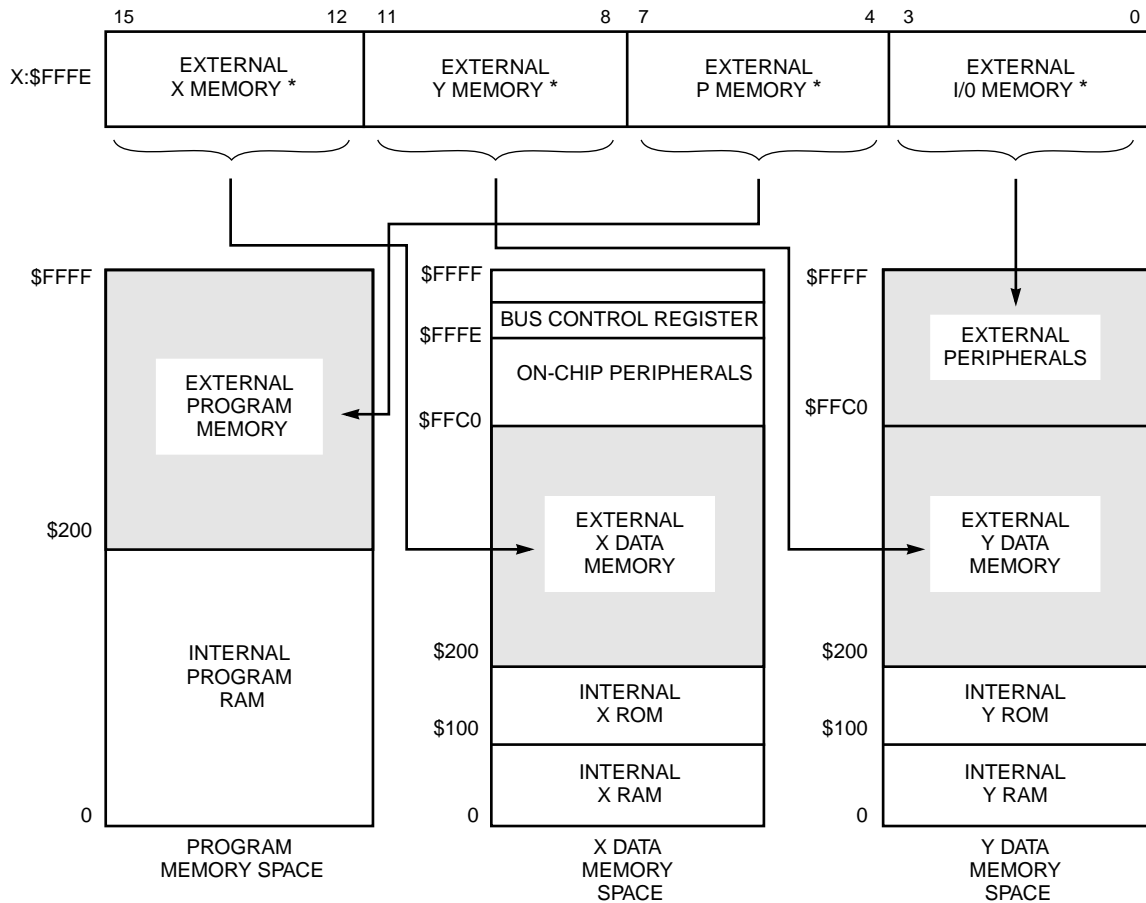 15 12 11 8 7 4 3 0
X:$FFFE
EXTERNAL
X MEMORY *
EXTERNAL
Y MEMORY *
EXTERNAL
P MEMORY *
EXTERNAL
I/0 MEMORY *
$FFFF
EXTERNAL
PROGRAM
MEMORY
$200
INTERNAL
PROGRAM
RAM
0
PROGRAM
MEMORY SPACE
$FFFF
BUS CONTROL REGISTER
$FFFE
ON-CHIP PERIPHERALS
$FFC0
EXTERNAL
X DATA
MEMORY
$200
INTERNAL
X ROM
$100
INTERNAL
X RAM
0
X DATA
MEMORY
SPACE
$FFFF
EXTERNAL
PERIPHERALS
$FFC0
EXTERNAL
Y DATA
MEMORY
$200
INTERNAL
Y ROM
$100
INTERNAL
Y RAM
0
Y DATA
MEMORY
SPACE